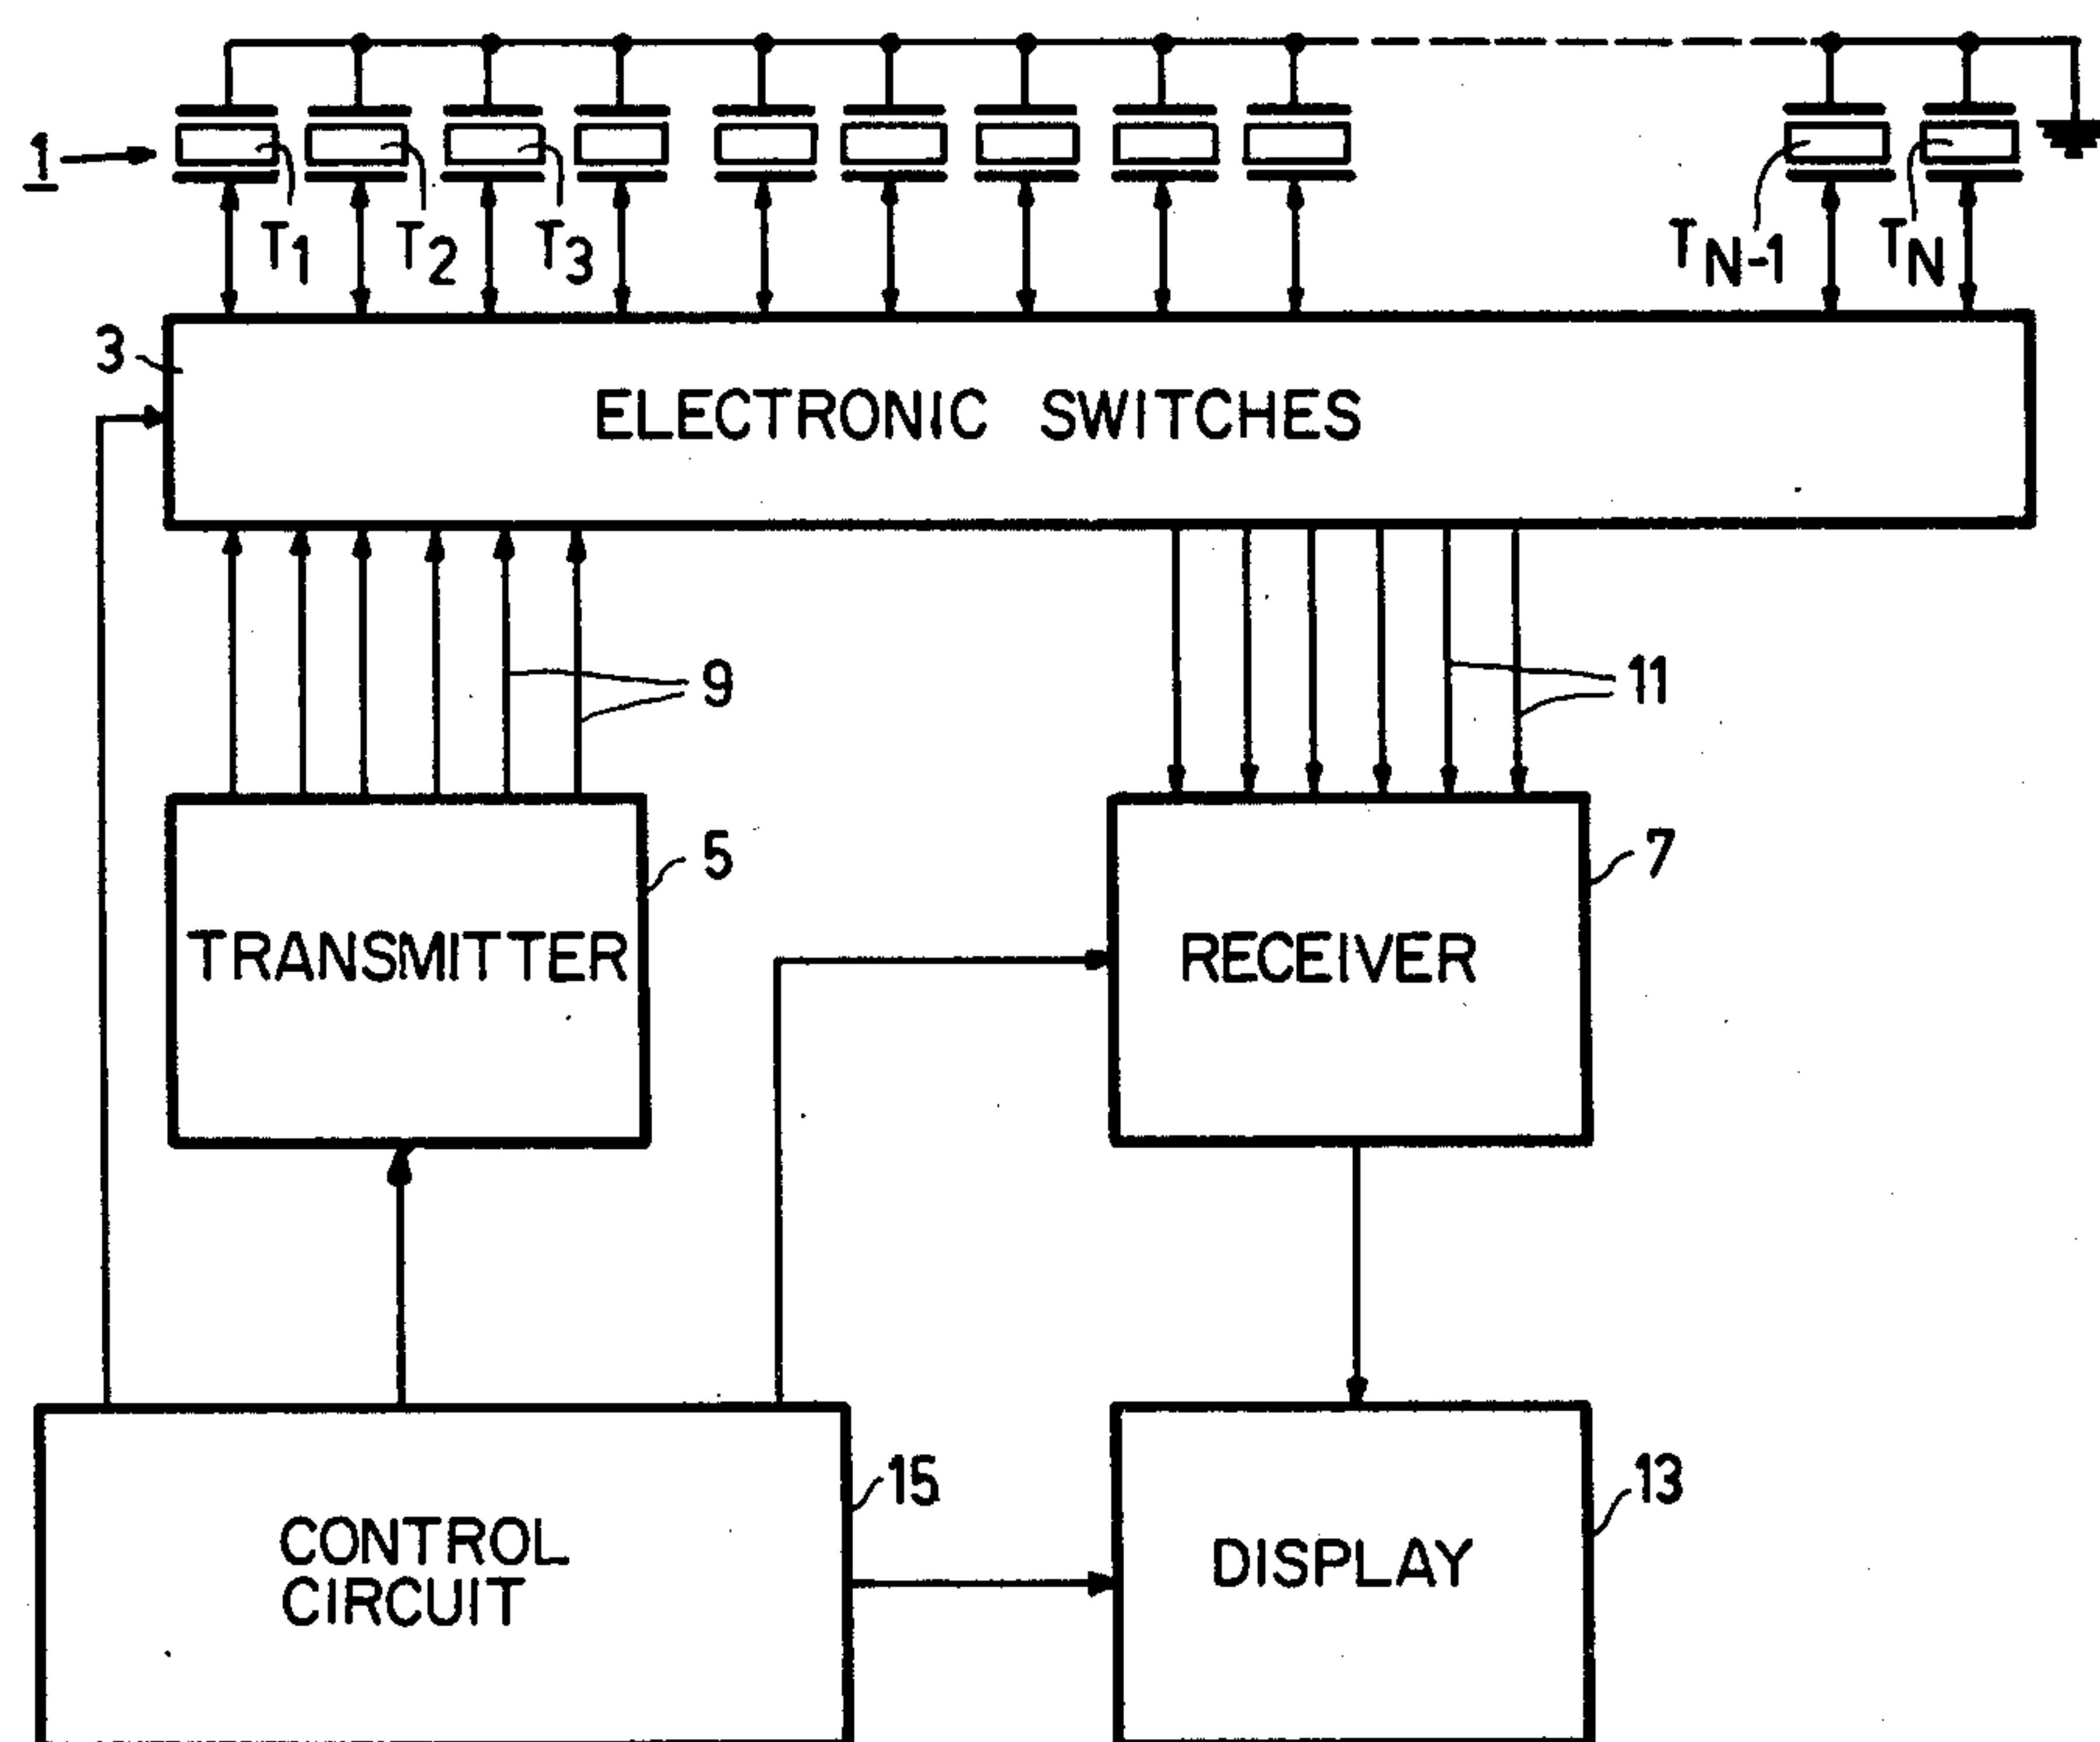 1
T1 T2 T3 TN-1 TN
3
ELECTRONIC SWITCHES
9 11
5 7
TRANSMITTER RECEIVER
15 13
CONTROL
CIRCUIT
DISPLAY